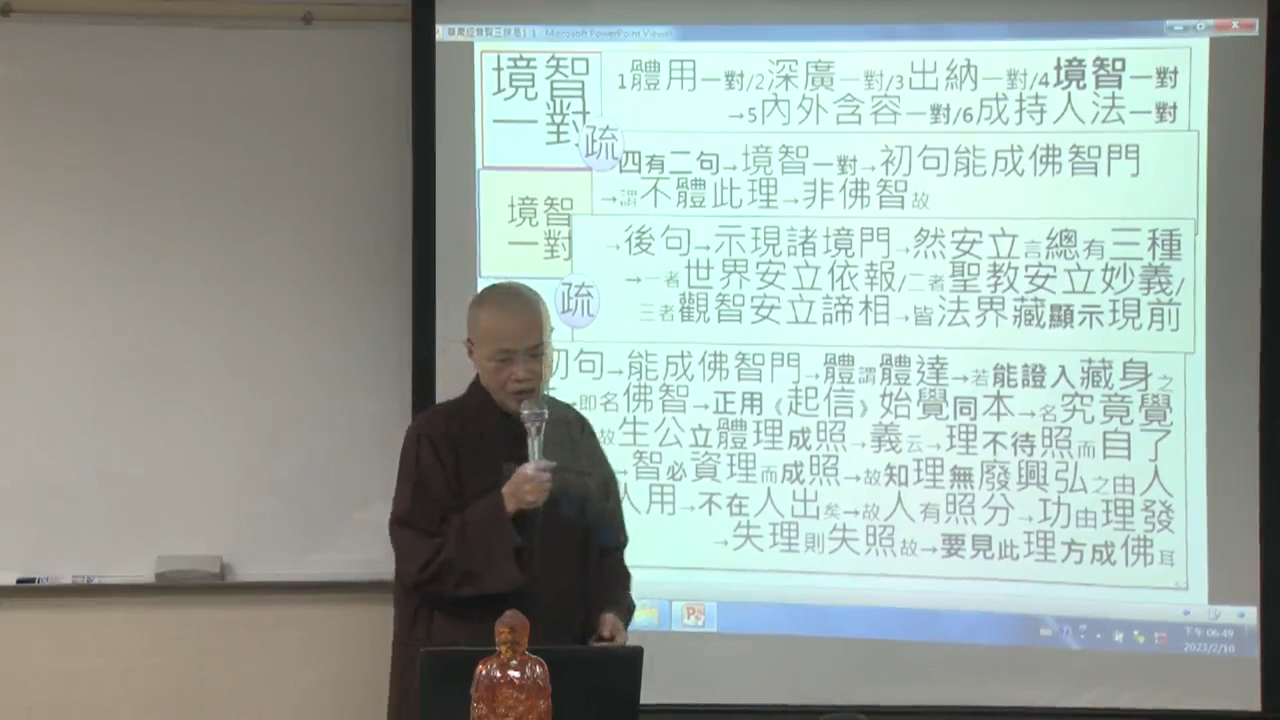 Microsoft PowerPoint Viewer
境智
一對
1體用一對/2深廣一對/3出納一對/4境智一對
→5內外含容一對/6成持人法一對
疏
四有二句→境智一對→初句能成佛智門
→謂不體此理→非佛智故
境智
一對
→後句→示現諸境門→然安立言總有三種
→一者世界安立依報/二者聖教安立妙義/
三者觀智安立諦相→皆法界藏顯示現前
疏
初句→能成佛智門→體謂體達→若能證入藏身之
→即名佛智→正用《起信》始覺同本→名究竟覺
故生公立體理成照→義云→理不待照而自了
→智必資理而成照→故知理無廢興弘之由人
人用→不在人出矣→故人有照分→功由理發
→失理則失照故→要見此理方成佛耳
下午 06:49
2023/2/10